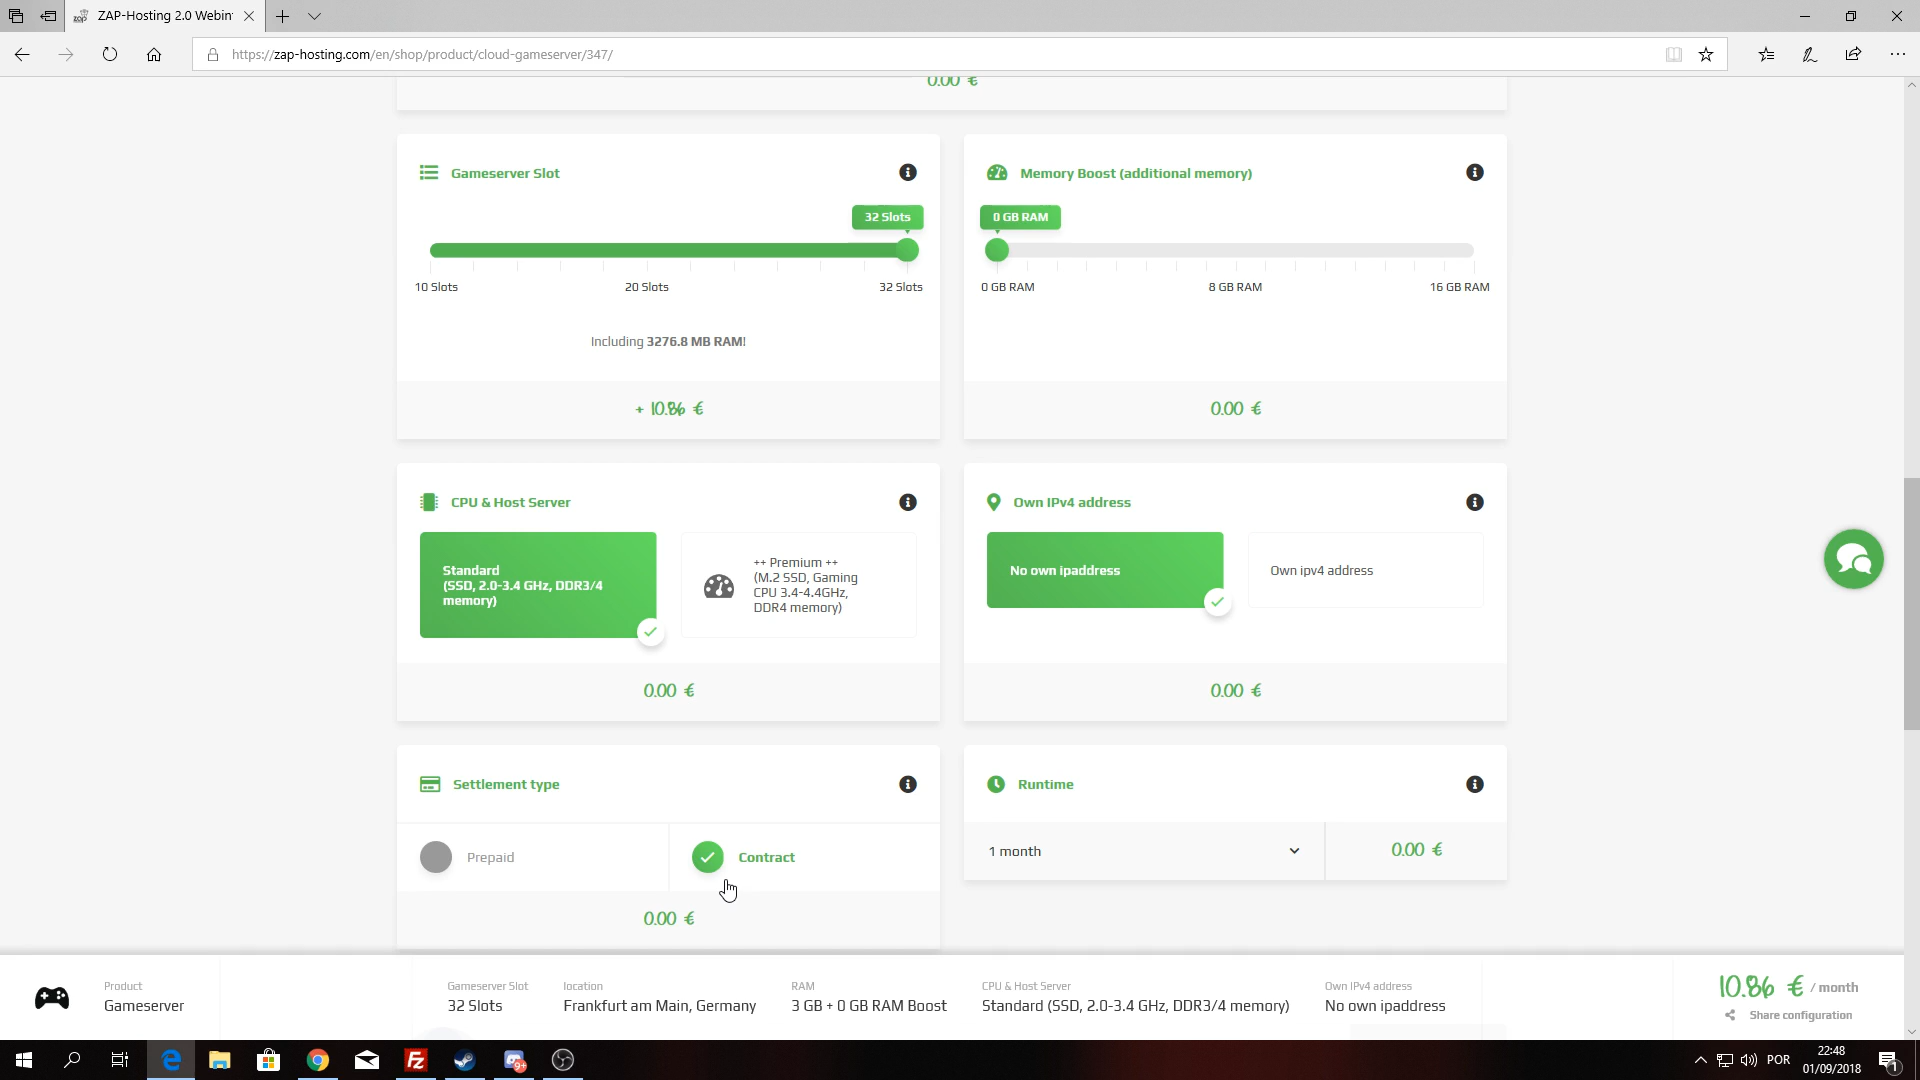 ZAP-Hosting 2.0 Webin
https://zap-hosting.com/en/shop/product/cloud-gameserver/347/
0.00 €
Gameserver Slot
32 Slots
10 Slots
20 Slots
32 Slots
Including 3276.8 MB RAM!
+ 10.86 €
Memory Boost (additional memory)
0 GB RAM
0 GB RAM
8 GB RAM
16 GB RAM
0.00 €
CPU & Host Server
Standard
(SSD, 2.0-3.4 GHz, DDR3/4
memory)
++ Premium ++
(M.2 SSD, Gaming
CPU 3.4-4.4GHz,
DDR4 memory)
0.00 €
Own IPv4 address
No own ipaddress
Own ipv4 address
0.00 €
Settlement type
Prepaid
Contract
0.00 €
Runtime
1 month
0.00 €
Product
Gameserver
Gameserver Slot
32 Slots
location
Frankfurt am Main, Germany
RAM
3 GB + 0 GB RAM Boost
CPU & Host Server
Standard (SSD, 2.0-3.4 GHz, DDR3/4 memory)
Own IPv4 address
No own ipaddress
10.86 € / month
Share configuration
9+
POR
22:48
01/09/2018
1